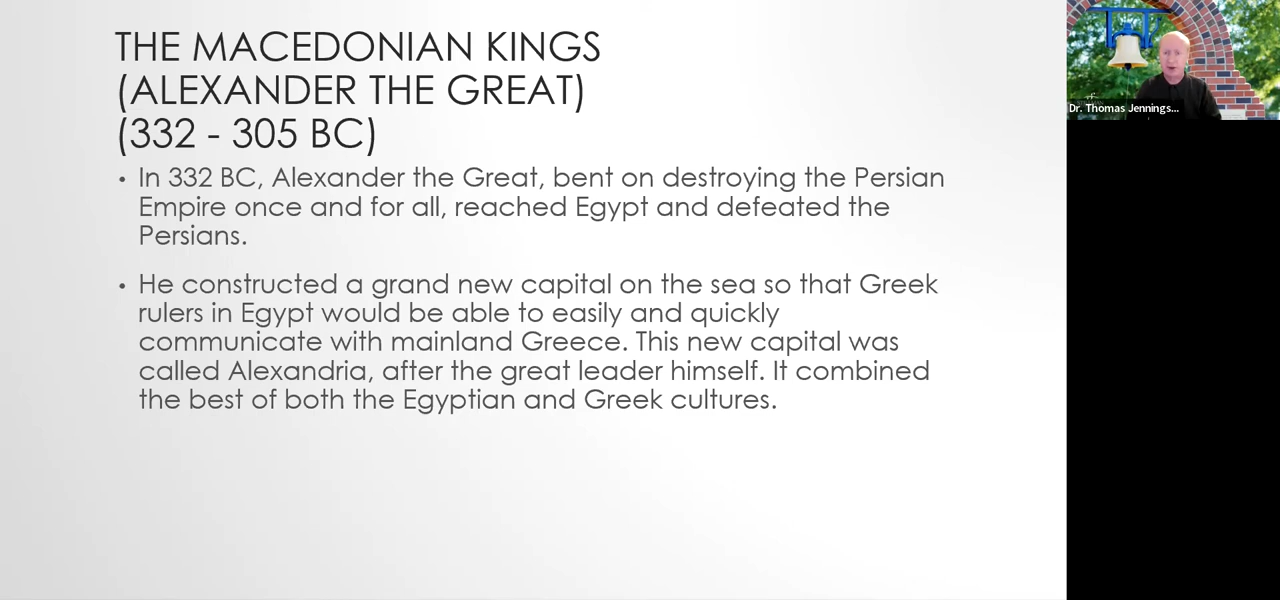 THE MACEDONIAN KINGS
(ALEXANDER THE GREAT)
(332 - 305 BC)
• In 332 BC, Alexander the Great, bent on destroying the Persian
Empire once and for all, reached Egypt and defeated the
Persians.
• He constructed a grand new capital on the sea so that Greek
rulers in Egypt would be able to easily and quickly
communicate with mainland Greece. This new capital was
called Alexandria, after the great leader himself. It combined
the best of both the Egyptian and Greek cultures.
Dr. Thomas Jennings...